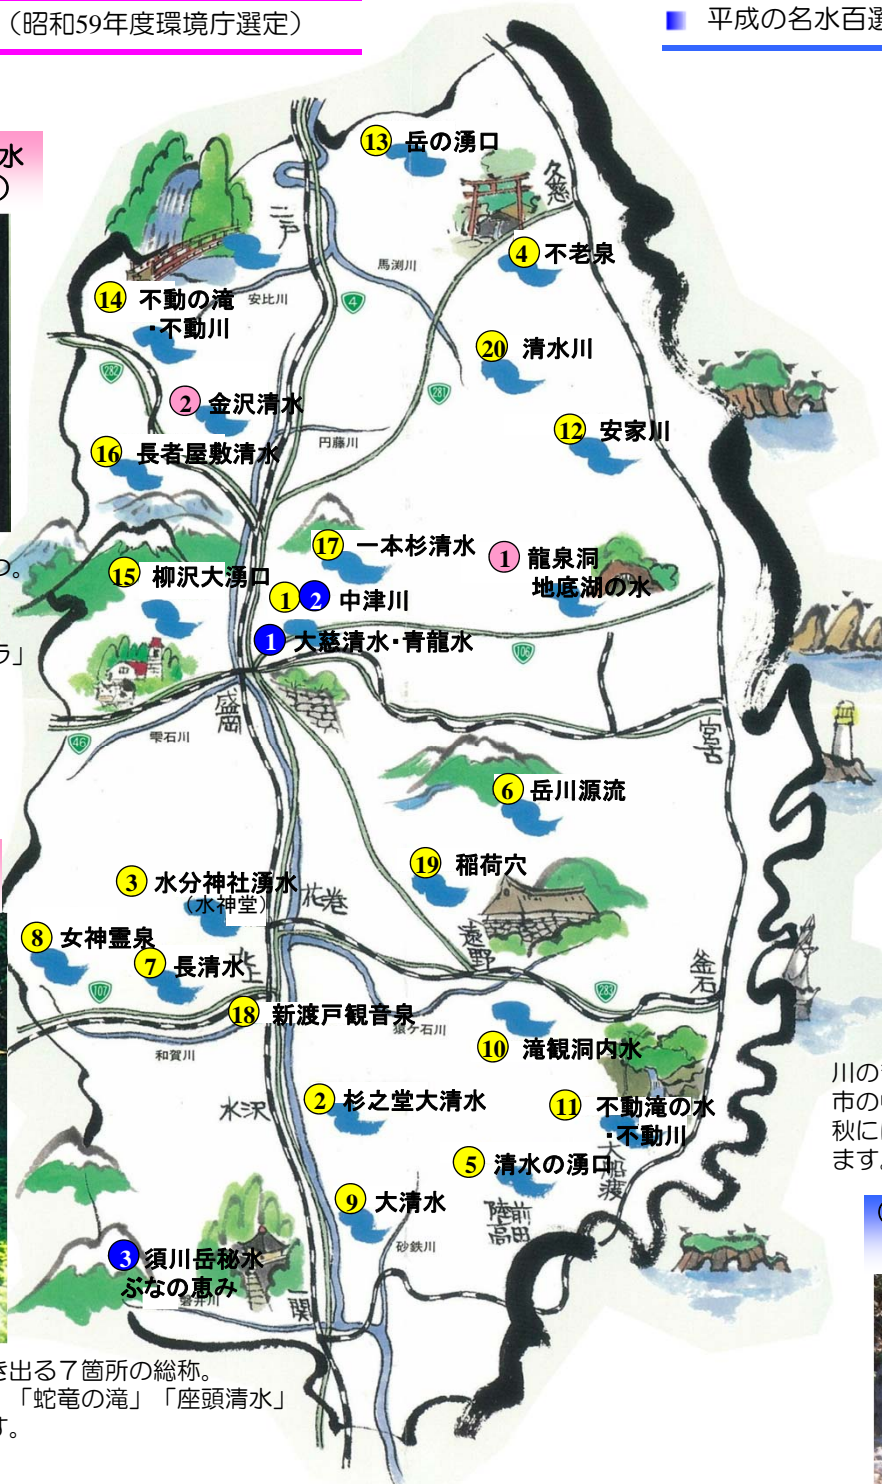 （昭和59年度環境庁選定）
■ 平成の名水百選
水
）
13 岳の湧口
久慈
二戸
4 不老泉
馬渕川
14 不動の滝
・不動川
安比川
4
20 清水川
282
281
2 金沢清水
12 安家川
円藤川
16 長者屋敷清水
17 一本杉清水
1 龍泉洞
地底湖の水
15 柳沢大湧口
1 2 中津川
1 大慈清水・青龍水
106
ラ」
盛岡
宮古
46
雫石川
6 岳川源流
19 稲荷穴
3 水分神社湧水
（水神堂）
花巻
8 女神霊泉
遠野
7 長清水
北上
釜石
107
283
18 新渡戸観音泉
猿ケ石川
和賀川
10 滝観洞内水
川の
市の
秋に
ます。
水沢
2 杉之堂大清水
11 不動滝の水
・不動川
大船渡
5 清水の湧口
9 大清水
陸前
高田
砂鉄川
3 須川岳秘水
ぶなの恵み
磐井川
一関
き出る７箇所の総称。
「蛇竜の滝」「座頭清水」
す。